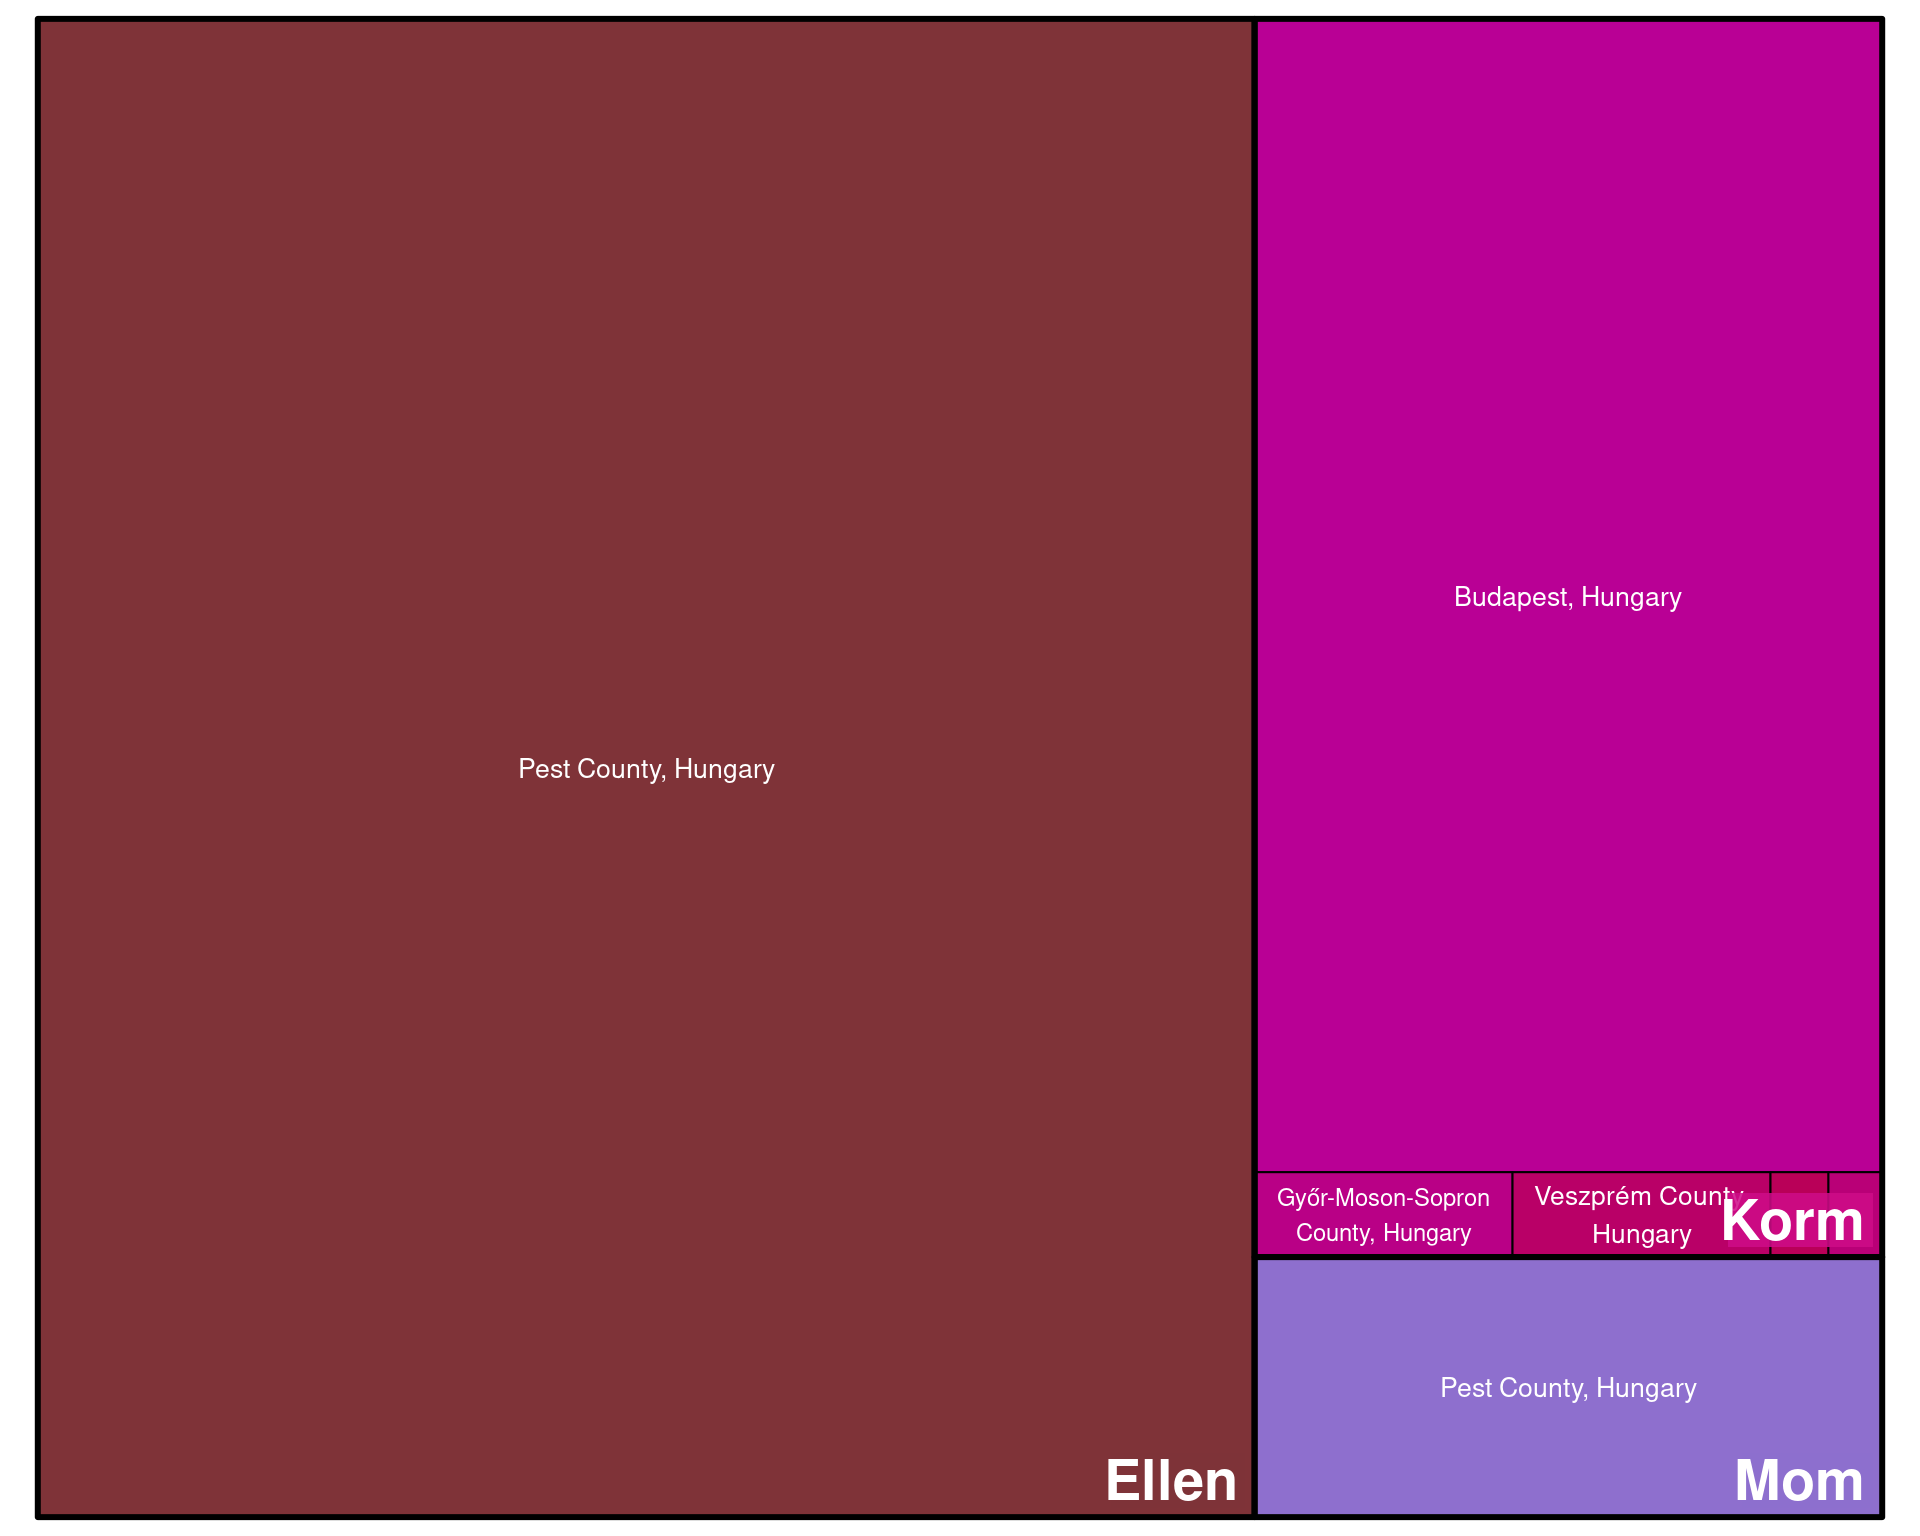 Pest County, Hungary
Ellen
Budapest, Hungary
Győr-Moson-Sopron
County, Hungary
Veszprém County,
Hungary
Korm
Pest County, Hungary
Mom